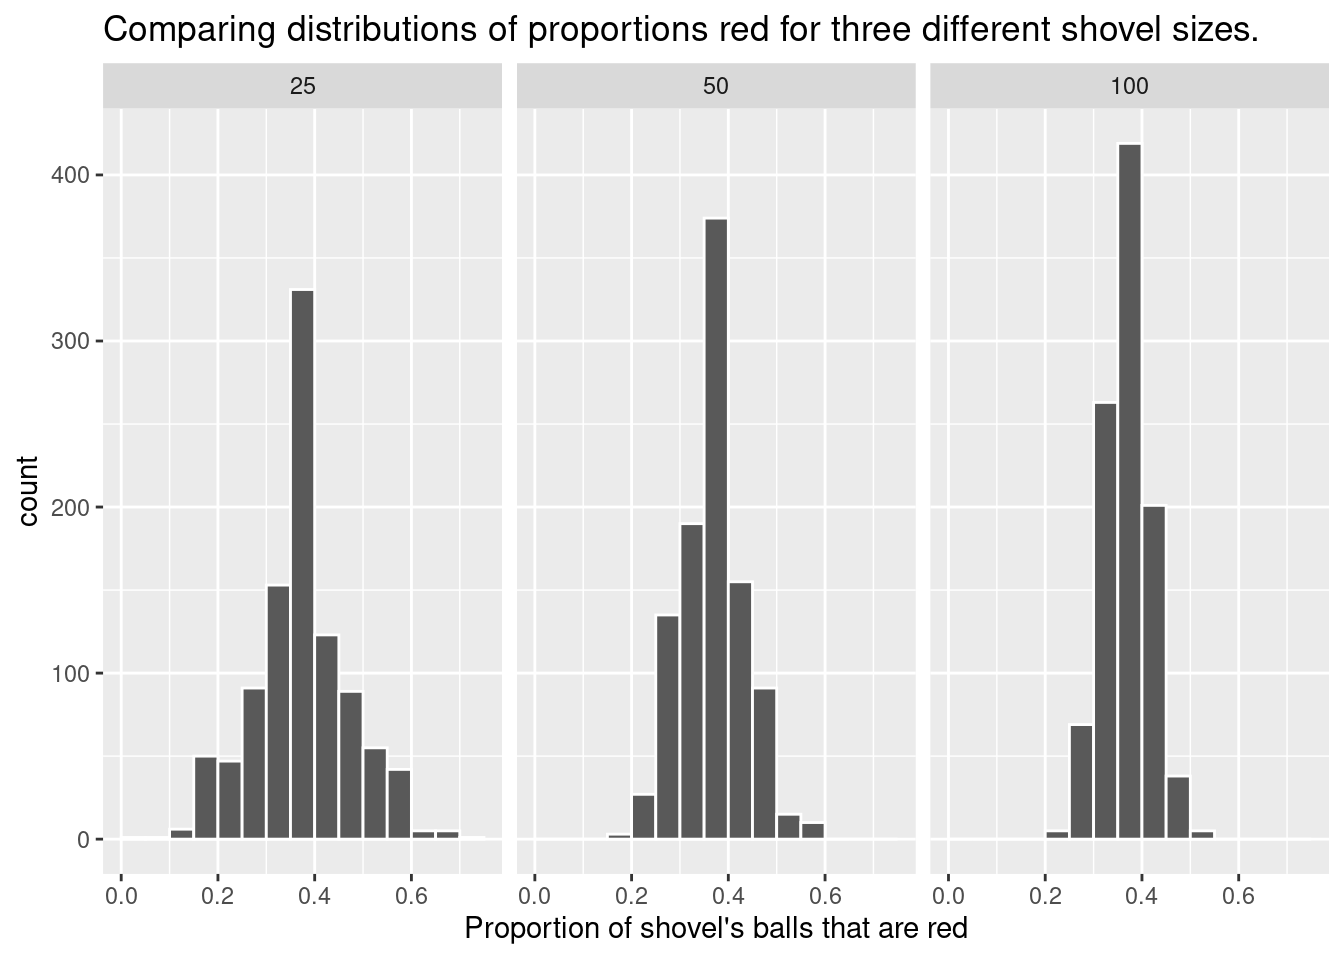 Comparing distributions of proportions red for three different shovel sizes.
25 50 100
400
300
200
100
0
count
0.0 0.2 0.4 0.6 0.0 0.2 0.4 0.6 0.0 0.2 0.4 0.6
Proportion of shovel's balls that are red